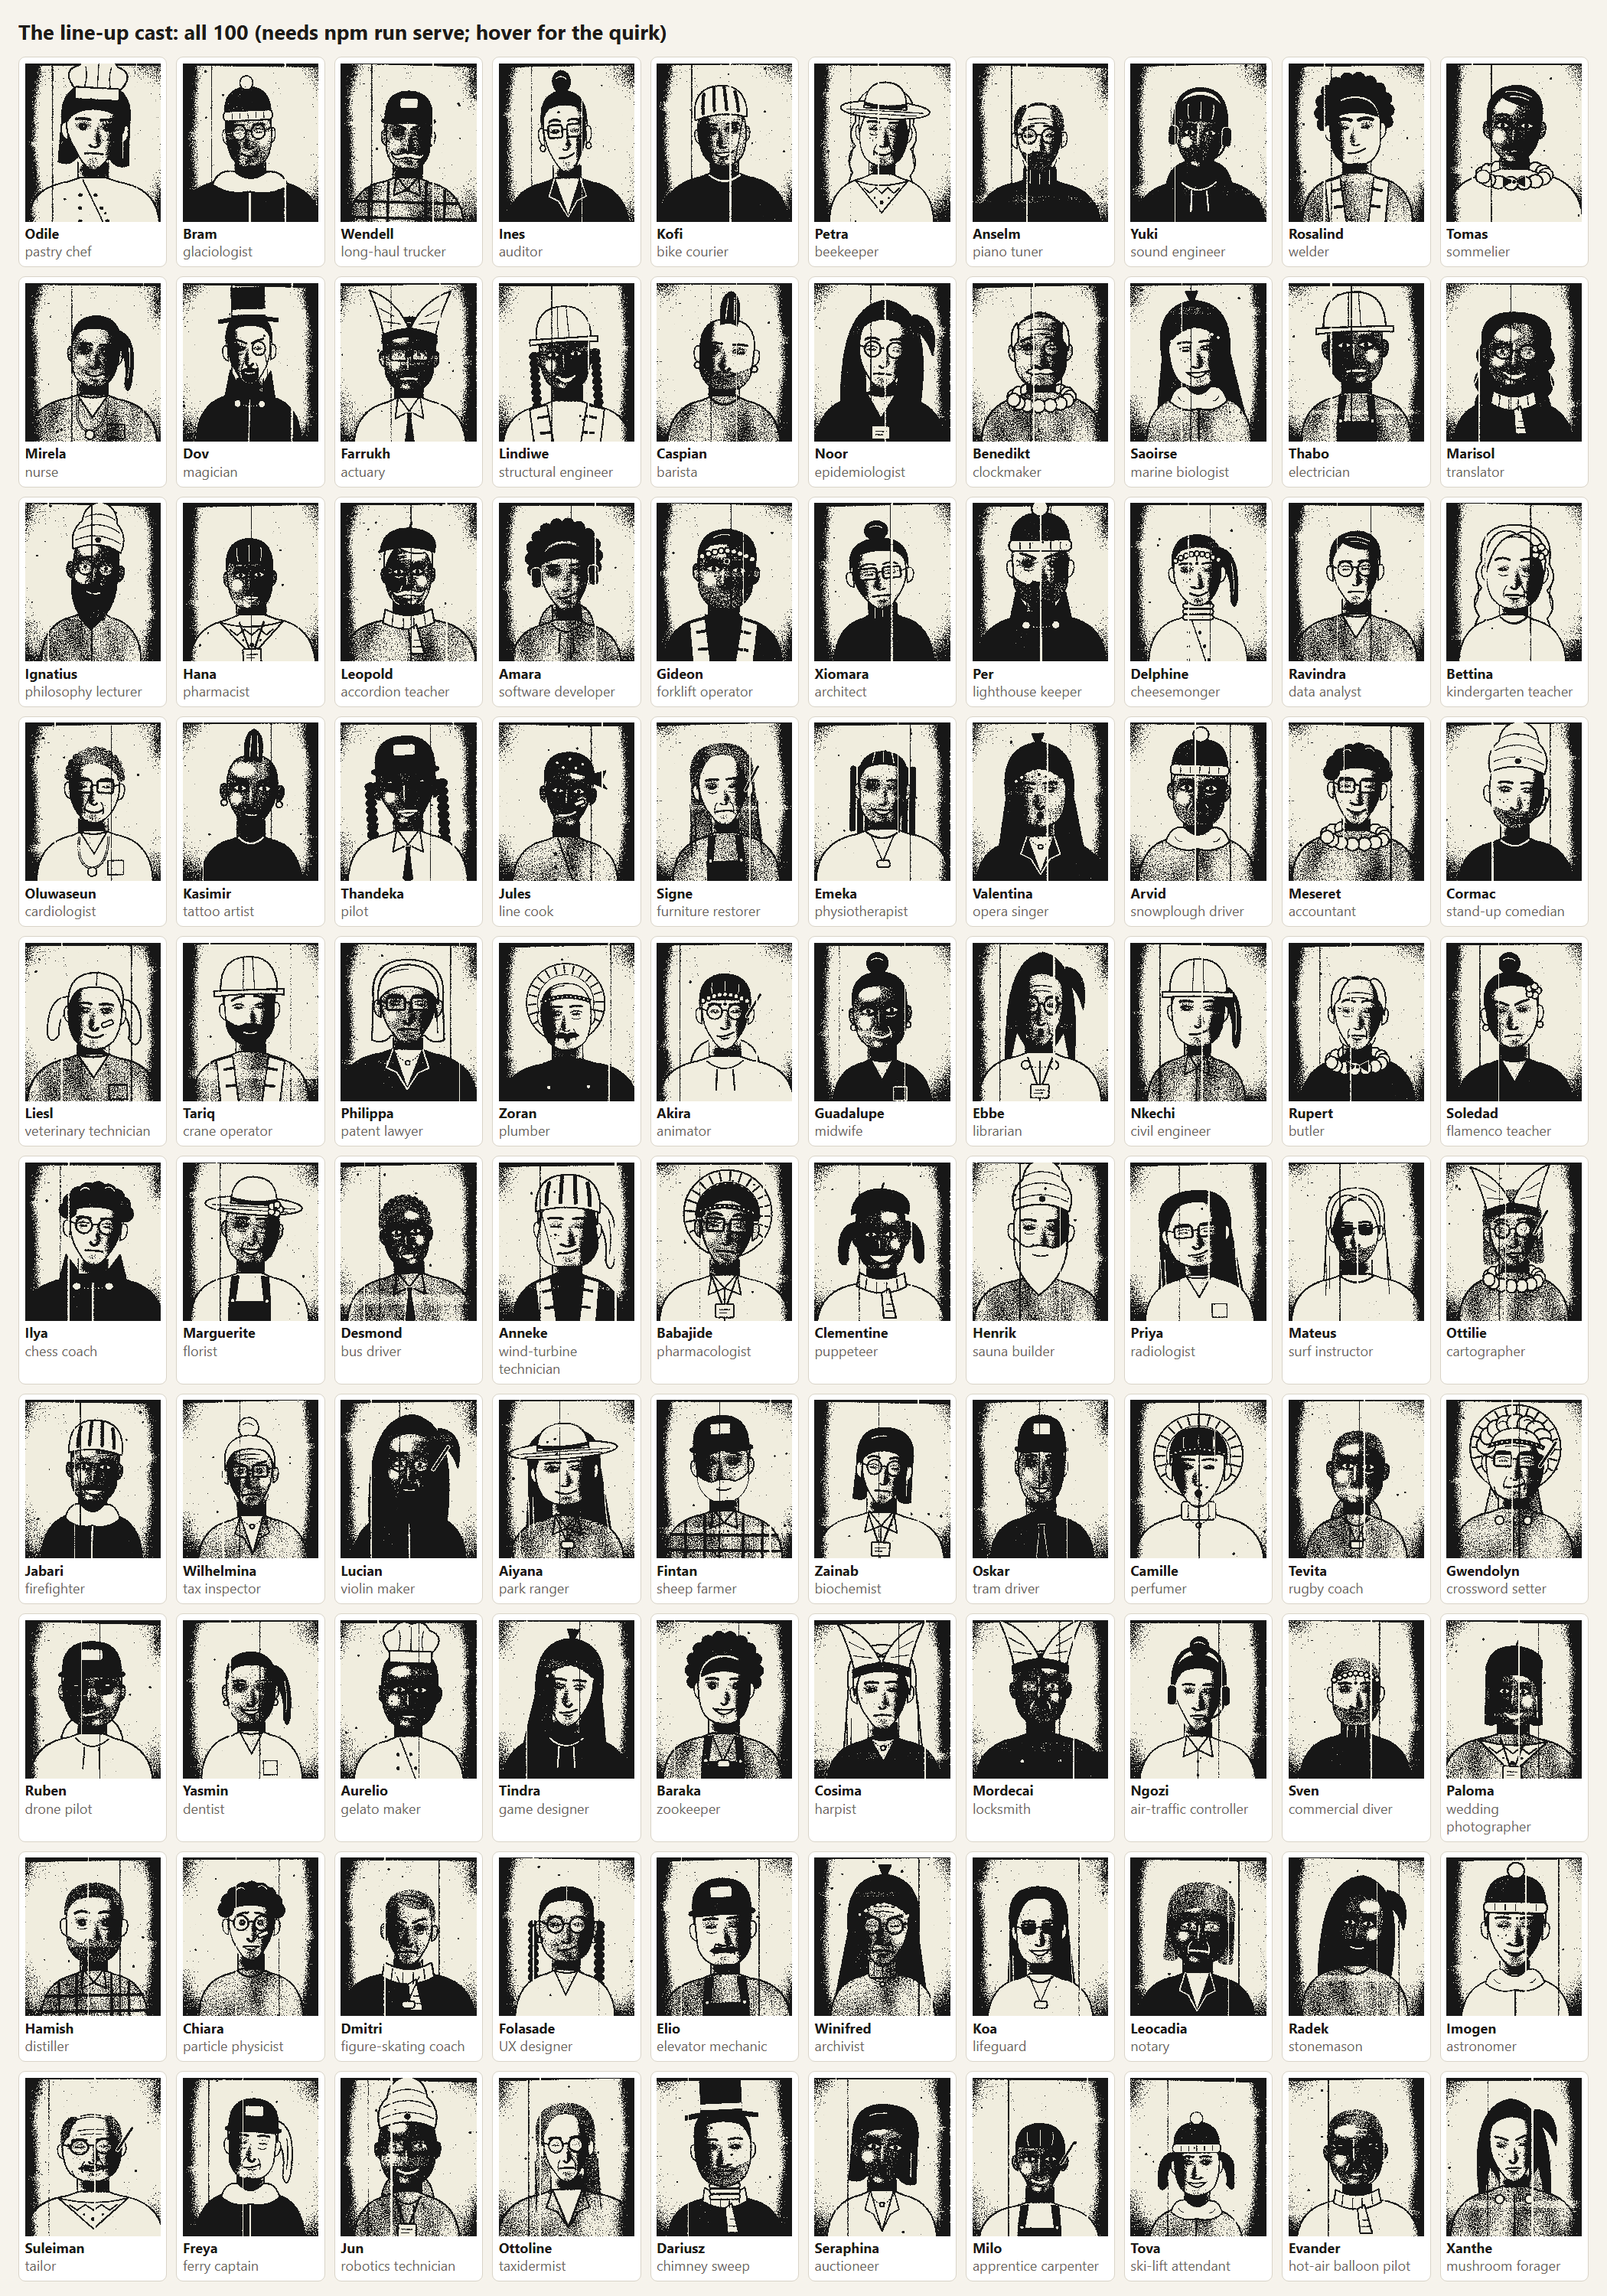 The line-up cast: all 100 (needs npm run serve; hover for the quirk)
Odile
pastry chef
Bram
glaciologist
Wendell
long-haul trucker
Ines
auditor
Kofi
bike courier
Petra
beekeeper
Anselm
piano tuner
Yuki
sound engineer
Rosalind
welder
Tomas
sommelier
Mirela
nurse
Dov
magician
Farrukh
actuary
Lindiwe
structural engineer
Caspian
barista
Noor
epidemiologist
Benedikt
clockmaker
Saoirse
marine biologist
Thabo
electrician
Marisol
translator
Ignatius
philosophy lecturer
Hana
pharmacist
Leopold
accordion teacher
Amara
software developer
Gideon
forklift operator
Xiomara
architect
Per
lighthouse keeper
Delphine
cheesemonger
Ravindra
data analyst
Bettina
kindergarten teacher
Oluwaseun
cardiologist
Kasimir
tattoo artist
Thandeka
pilot
Jules
line cook
Signe
furniture restorer
Emeka
physiotherapist
Valentina
opera singer
Arvid
snowplough driver
Meseret
accountant
Cormac
stand-up comedian
Liesl
veterinary technician
Tariq
crane operator
Philippa
patent lawyer
Zoran
plumber
Akira
animator
Guadalupe
midwife
Ebbe
librarian
Nkechi
civil engineer
Rupert
butler
Soledad
flamenco teacher
Ilya
chess coach
Marguerite
florist
Desmond
bus driver
Anneke
wind-turbine
technician
Babajide
pharmacologist
Clementine
puppeteer
Henrik
sauna builder
Priya
radiologist
Mateus
surf instructor
Ottilie
cartographer
Jabari
firefighter
Wilhelmina
tax inspector
Lucian
violin maker
Aiyana
park ranger
Fintan
sheep farmer
Zainab
biochemist
Oskar
tram driver
Camille
perfumer
Tevita
rugby coach
Gwendolyn
crossword setter
Ruben
drone pilot
Yasmin
dentist
Aurelio
gelato maker
Tindra
game designer
Baraka
zookeeper
Cosima
harpist
Mordecai
locksmith
Ngozi
air-traffic controller
Sven
commercial diver
Paloma
wedding
photographer
Hamish
distiller
Chiara
particle physicist
Dmitri
figure-skating coach
Folasade
UX designer
Elio
elevator mechanic
Winifred
archivist
Koa
lifeguard
Leocadia
notary
Radek
stonemason
Imogen
astronomer
Suleiman
tailor
Freya
ferry captain
Jun
robotics technician
Ottoline
taxidermist
Dariusz
chimney sweep
Seraphina
auctioneer
Milo
apprentice carpenter
Tova
ski-lift attendant
Evander
hot-air balloon pilot
Xanthe
mushroom forager